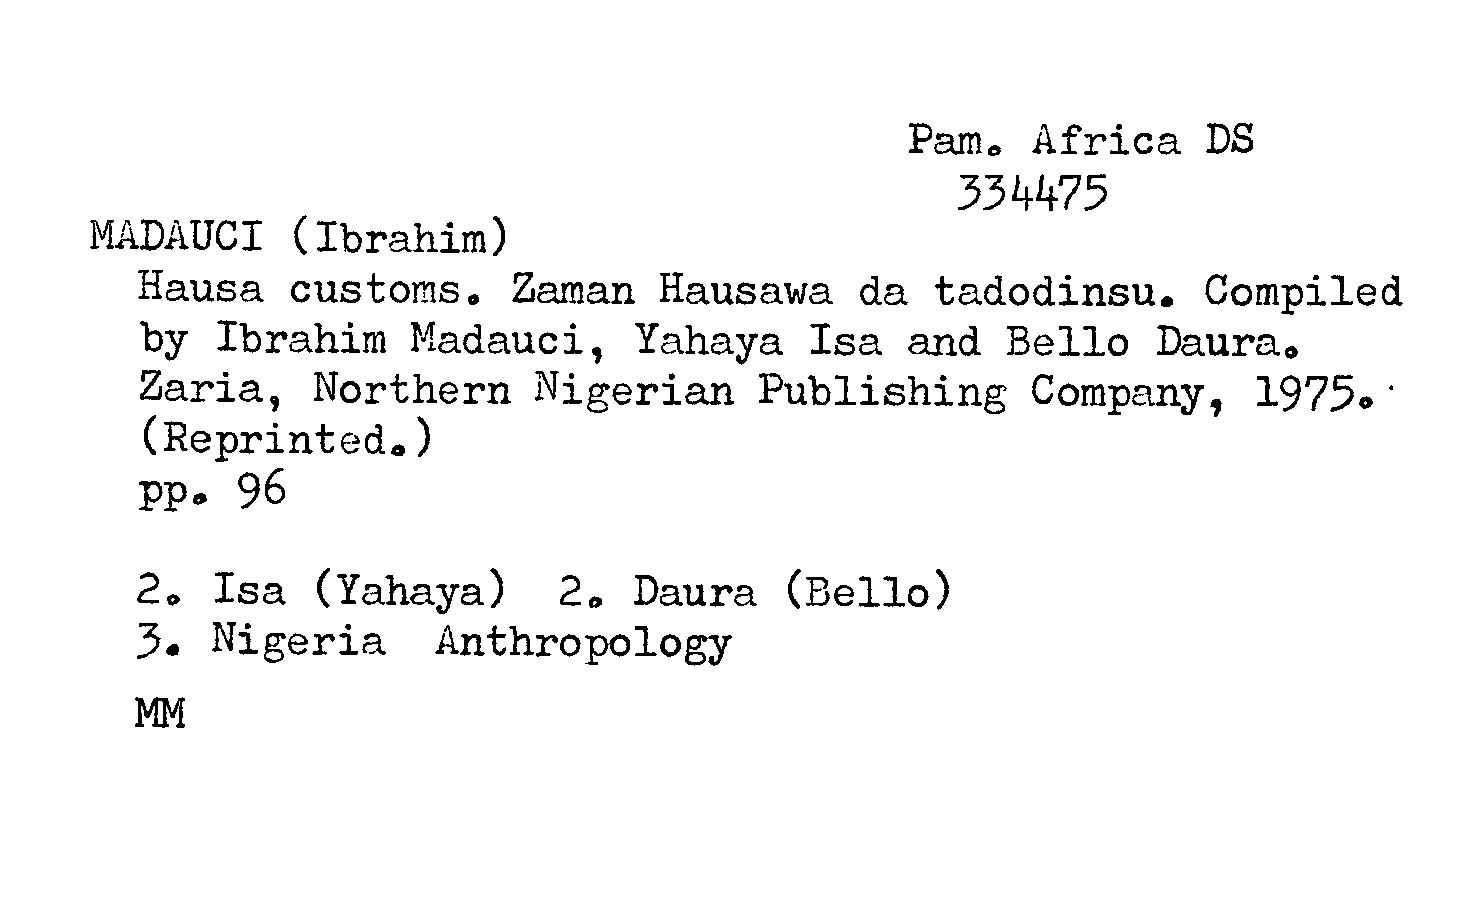 Pam. Africa DS
334475
MADAUCI (Ibrahim)
Hausa customs. Zaman Hausawa da tadodinsu. Compiled
by Ibrahim Madauci, Yahaya Isa and Bello Daura.
Zaria, Northern Nigerian Publishing Company, 1975.
(Reprinted.)
pp. 96
2. Isa (Yahaya) 2. Daura (Bello)
3. Nigeria Anthropology
MM